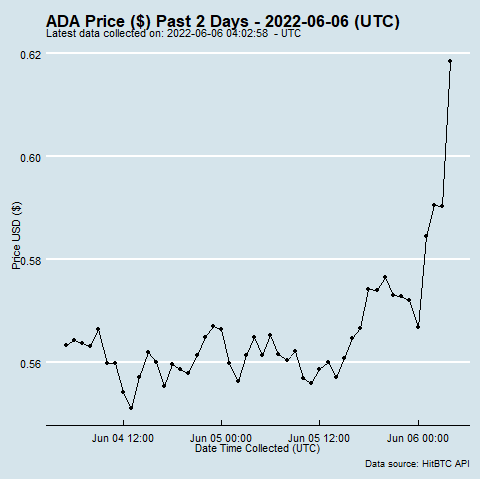 ADA Price ($) Past 2 Days - 2022-06-06 (UTC)
Latest data collected on: 2022-06-06 04:02:58 - UTC
0.62
0.60
0.58
0.56
Price USD ($)
Jun 04 12:00
Jun 05 00:00
Jun 05 12:00
Jun 06 00:00
Date Time Collected (UTC)
Data source: HitBTC API